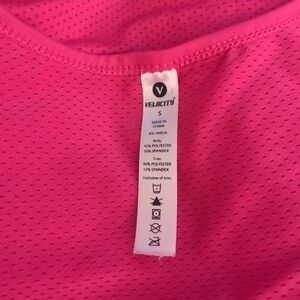 V
VELOCITY
S
MADE IN
CHINA
Body:
90% POLYESTER
10% SPANDEX
Trim:
90% POLYESTER
10% SPANDEX
Exclusive of trim.